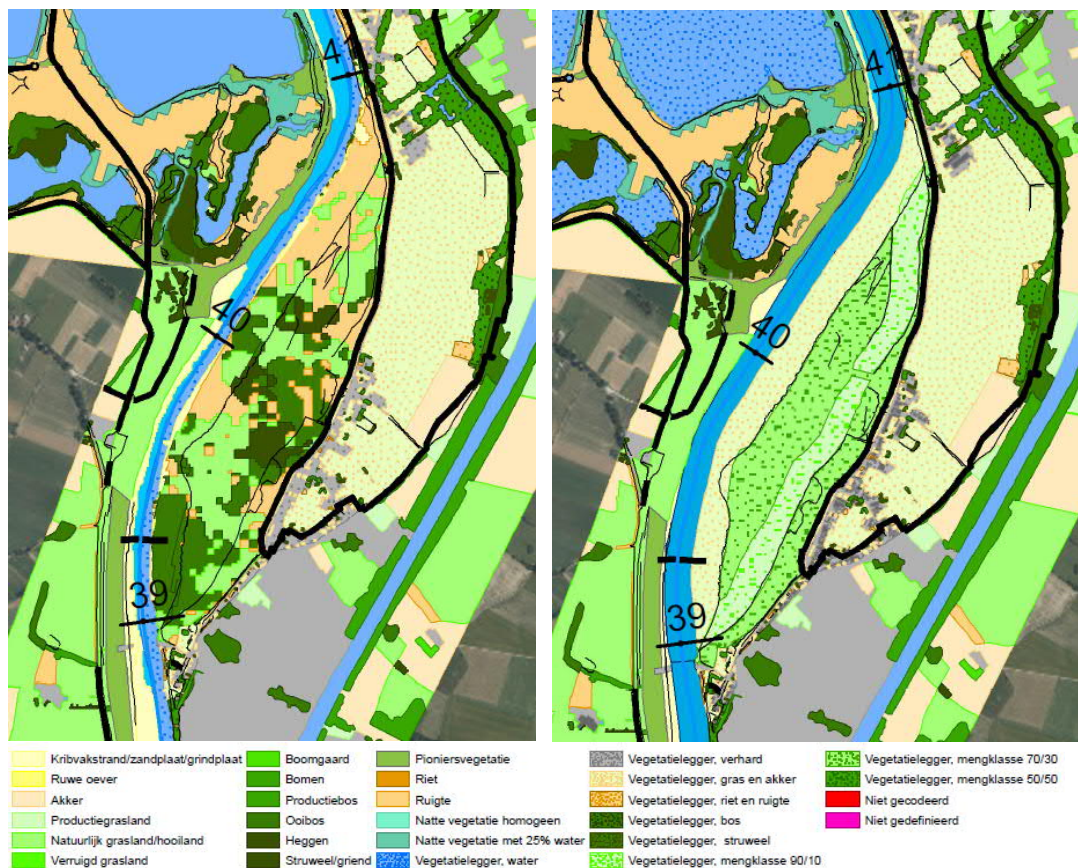 41
40
39
41
40
39
Kribvakstrand/zandplaat/grindplaat
Ruwe oever
Akker
Productiegrasland
Natuurlijk grasland/hooiland
Verruigd grasland
Boomgaard
Bomen
Productiebos
Ooibos
Heggen
Struweel/griend
Pioniersvegetatie
Riet
Ruigte
Natte vegetatie homogeen
Natte vegetatie met 25% water
Vegetatielegger, water
Vegetatielegger, verhard
Vegetatielegger, gras en akker
Vegetatielegger, riet en ruigte
Vegetatielegger, bos
Vegetatielegger, struweel
Vegetatielegger, mengklasse 90/10
Vegetatielegger, mengklasse 70/30
Vegetatielegger, mengklasse 50/50
Niet gecodeerd
Niet gedefinieerd